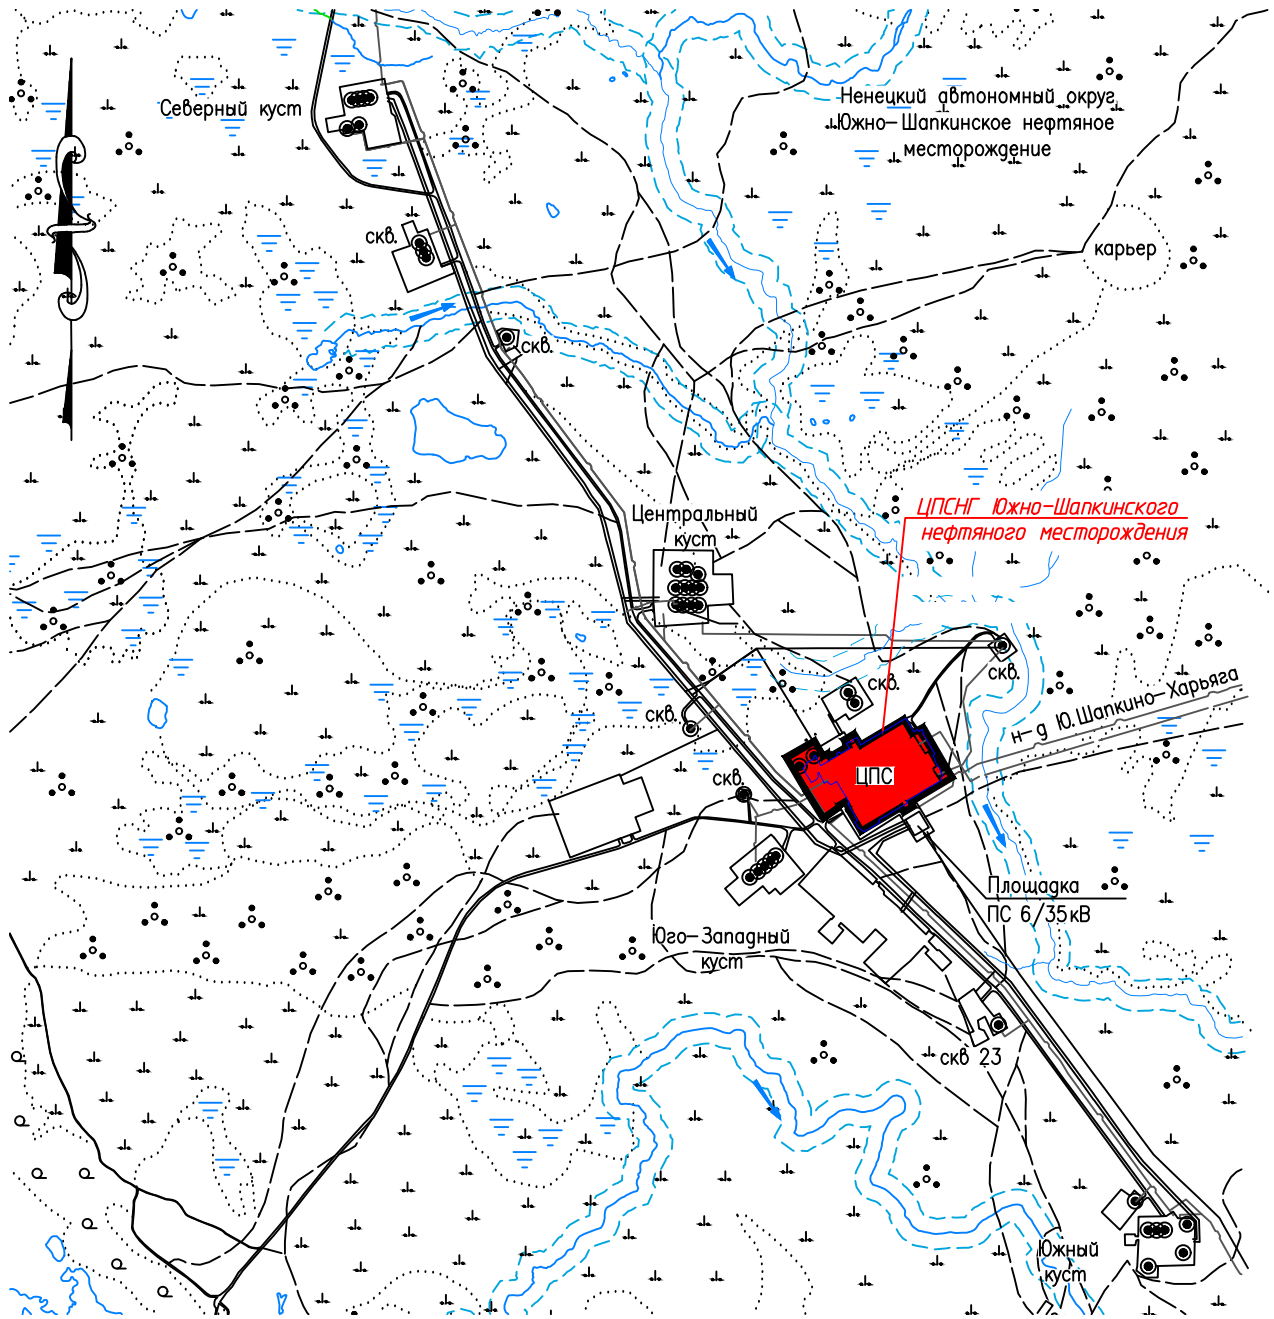 Ненецкий автономный округ,
Южно-Шапкинское нефтяное
месторождение
Северный куст
скв.
карьер
скв.
ЦПСНГ Южно-Шапкинского
нефтяного месторождения
Центральный
куст
скв.
скв.
скв.
н-д Ю.Шапкино-Харьяга
ЦПС
скв.
Площадка
ПС 6/35кВ
Юго-Западный
куст
скв 23
Южный
куст